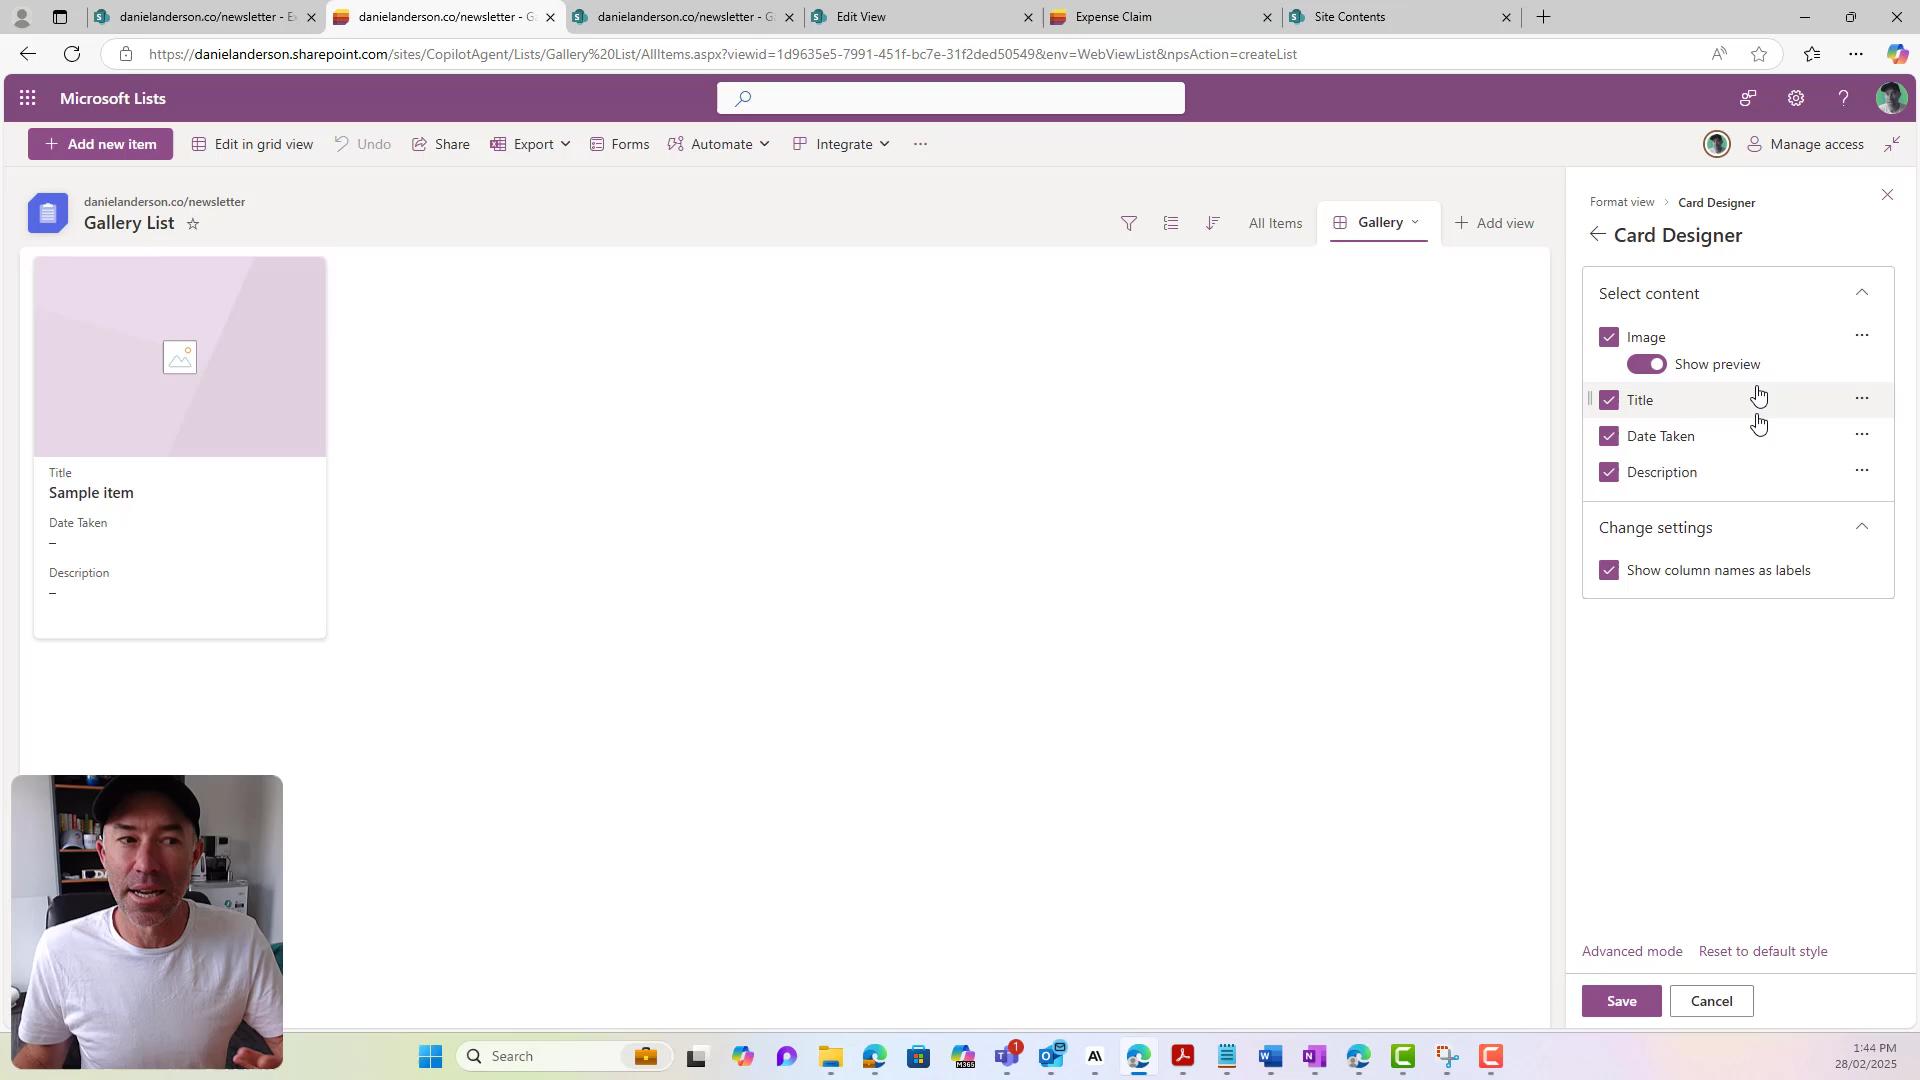 danielanderson.co/newsletter - E
danielanderson.co/newsletter - G
danielanderson.co/newsletter - G
Edit View
Expense Claim
Site Contents
https://danielanderson.sharepoint.com/sites/CopilotAgent/Lists/Gallery%20List/AllItems.aspx?viewid=1d9635e5-7991-451f-bc7e-31f2ded50549&env=WebViewList&npsAction=createList
Microsoft Lists
Add new item
Edit in grid view
Undo
Share
Export
Forms
Automate
Integrate
Manage access
danielanderson.co/newsletter
Gallery List
All Items
Gallery
Add view
Title
Sample item
Date Taken
–
Description
–
Format view
Card Designer
Card Designer
Select content
Image
Show preview
Title
Date Taken
Description
Change settings
Show column names as labels
Advanced mode
Reset to default style
Save
Cancel
Search
M365
1
1:44 PM
28/02/2025